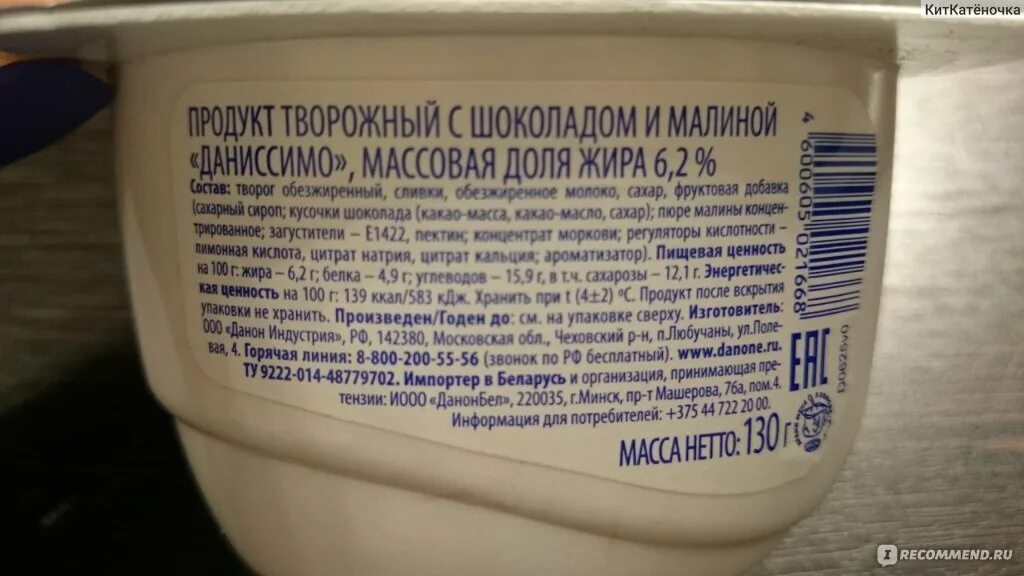 КитКатёночка
ПРОДУКТ ТВОРОЖНЫЙ С ШОКОЛАДОМ И МАЛИНОЙ
«ДАНИССИМО», МАССОВАЯ ДОЛЯ ЖИРА 6,2 %
Состав: творог обезжиренный, сливки, обезжиренное молоко, сахар, фруктовая добавка
(сахарный сироп; кусочки шоколада (какао-масса, какао-масло, сахар); пюре малины концен-
трированное; загустители – Е1422, пектин; концентрат моркови; регуляторы кислотности –
лимонная кислота, цитрат натрия, цитрат кальция; ароматизатор). Пищевая ценность
на 100 г: жира – 6,2 г; белка – 4,9 г; углеводов – 15,9 г, в т.ч. сахарозы – 12,1 г. Энергетичес-
кая ценность на 100 г: 139 ккал/583 кДж. Хранить при t (4±2) ºС. Продукт после вскрытия
упаковки не хранить. Произведен/Годен до: см. на упаковке сверху. Изготовитель:
ООО «Данон Индустрия», РФ, 142380, Московская обл., Чеховский р-н, п.Любучаны, ул.Поле-
вая, 4. Горячая линия: 8-800-200-55-56 (звонок по РФ бесплатный). www.danone.ru.
ТУ 9222-014-48779702. Импортер в Беларусь и организация, принимающая пре-
тензии: ИООО «ДанонБел», 220035, г.Минск, пр-т Машерова, 76а, пом.4.
Информация для потребителей: +375 44 722 20 00.
МАССА НЕТТО: 130 г
4 606050 021668
EAC
IRECOMMEND.RU